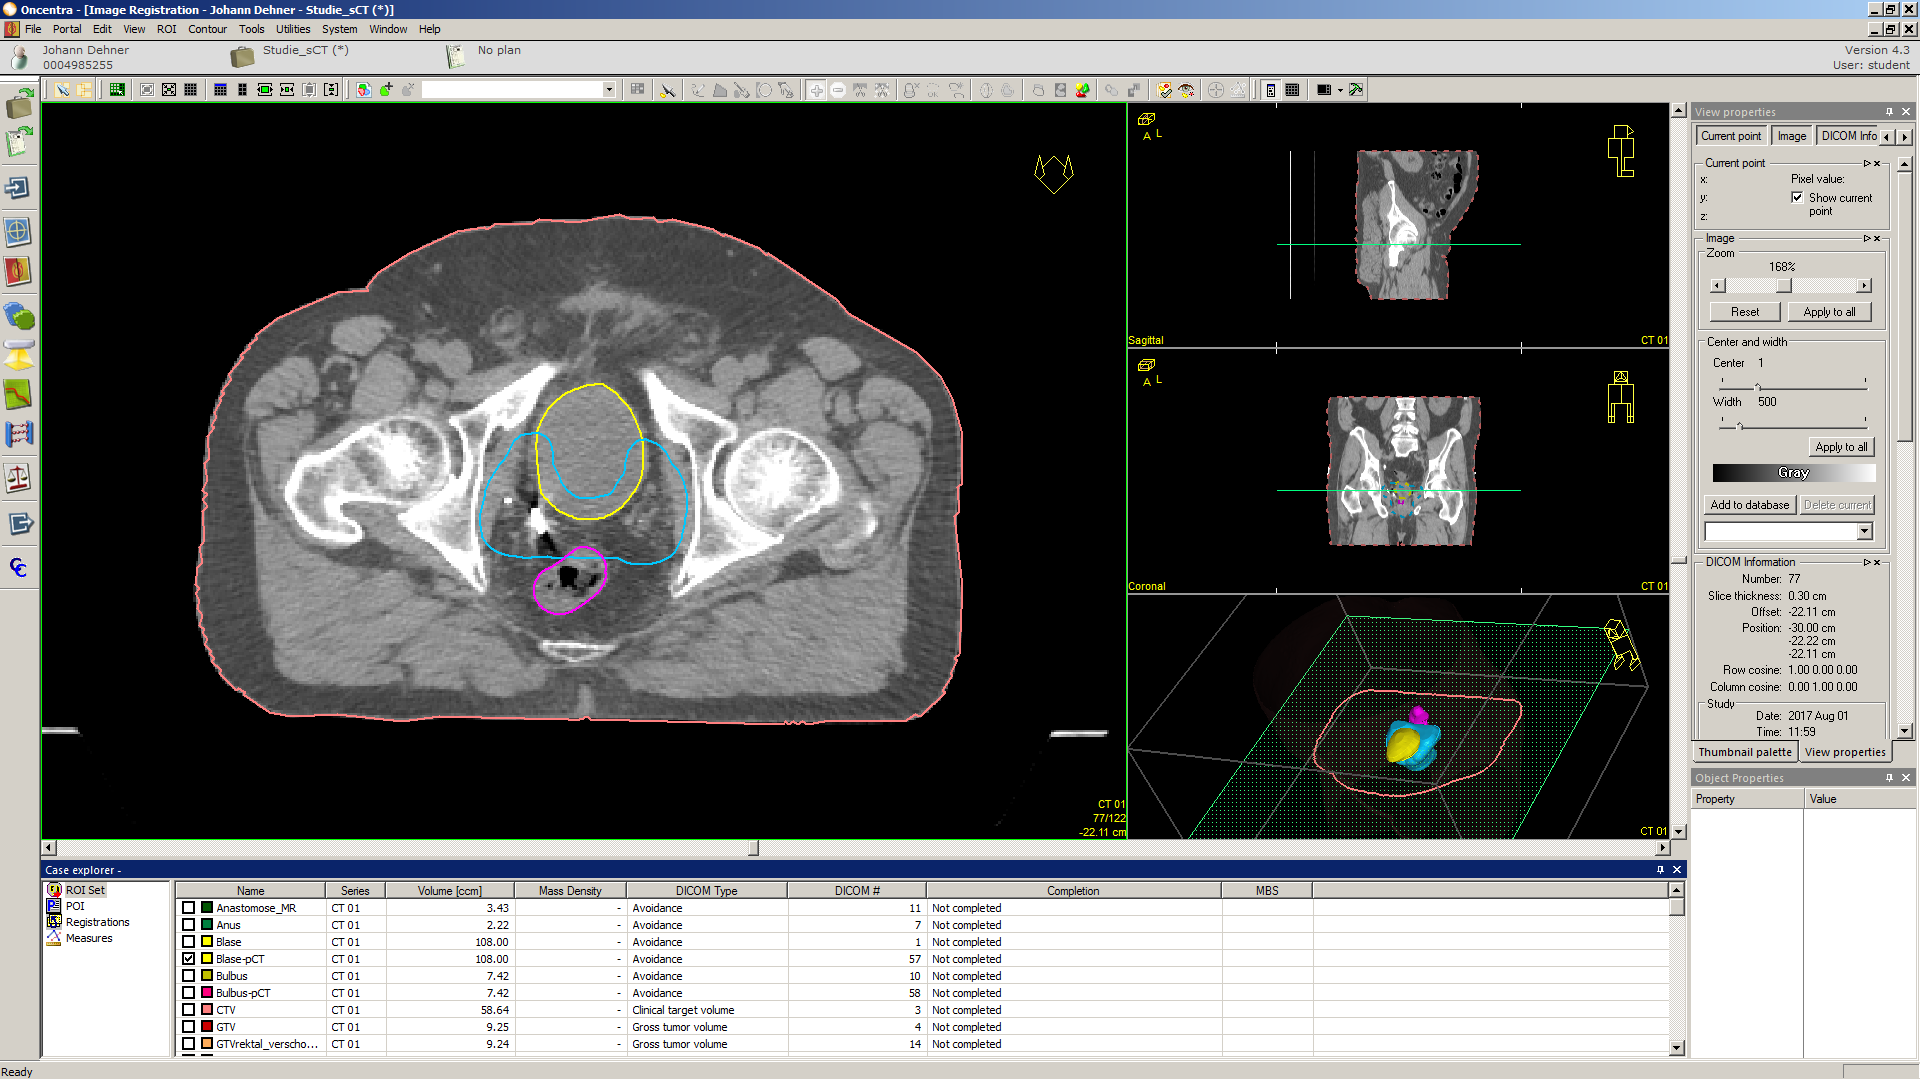 Oncentra - [Image Registration - Johann Dehner - Studie_sCT (*)]
File Portal Edit View ROI Contour Tools Utilities System Window Help
Johann Dehner
0004985255
Studie_sCT (*)
No plan
Version 4.3
User: student
A L
Sagittal
CT 01
A L
Coronal
CT 01
CT 01
CT 01
77/122
-22.11 cm
View properties
Current point Image DICOM Info
Current point
x:
y:
z:
Pixel value:
Show current
point
Image
Zoom
168%
Reset Apply to all
Center and width
Center 1
Width 500
Apply to all
Gray
Add to database Delete current
DICOM Information
Number: 77
Slice thickness: 0.30 cm
Offset: -22.11 cm
Position: -30.00 cm
-22.22 cm
-22.11 cm
Row cosine: 1.00 0.00 0.00
Column cosine: 0.00 1.00 0.00
Study
Date: 2017 Aug 01
Time: 11:59
Thumbnail palette View properties
Object Properties
Property Value
Case explorer -
ROI Set
POI
Registrations
Measures
Name Series Volume [ccm] Mass Density DICOM Type DICOM # Completion MBS
Anastomose_MR CT 01 3.43 - Avoidance 11 Not completed
Anus CT 01 2.22 - Avoidance 7 Not completed
Blase CT 01 108.00 - Avoidance 1 Not completed
Blase-pCT CT 01 108.00 - Avoidance 57 Not completed
Bulbus CT 01 7.42 - Avoidance 10 Not completed
Bulbus-pCT CT 01 7.42 - Avoidance 58 Not completed
CTV CT 01 58.64 - Clinical target volume 3 Not completed
GTV CT 01 9.25 - Gross tumor volume 4 Not completed
GTVrektal_verscho... CT 01 9.24 - Gross tumor volume 14 Not completed
Ready